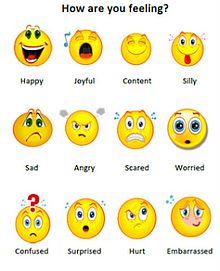 How are you feeling?
Happy Joyful Content Silly
Sad Angry Scared Worried
?
Confused Surprised Hurt Embarrassed